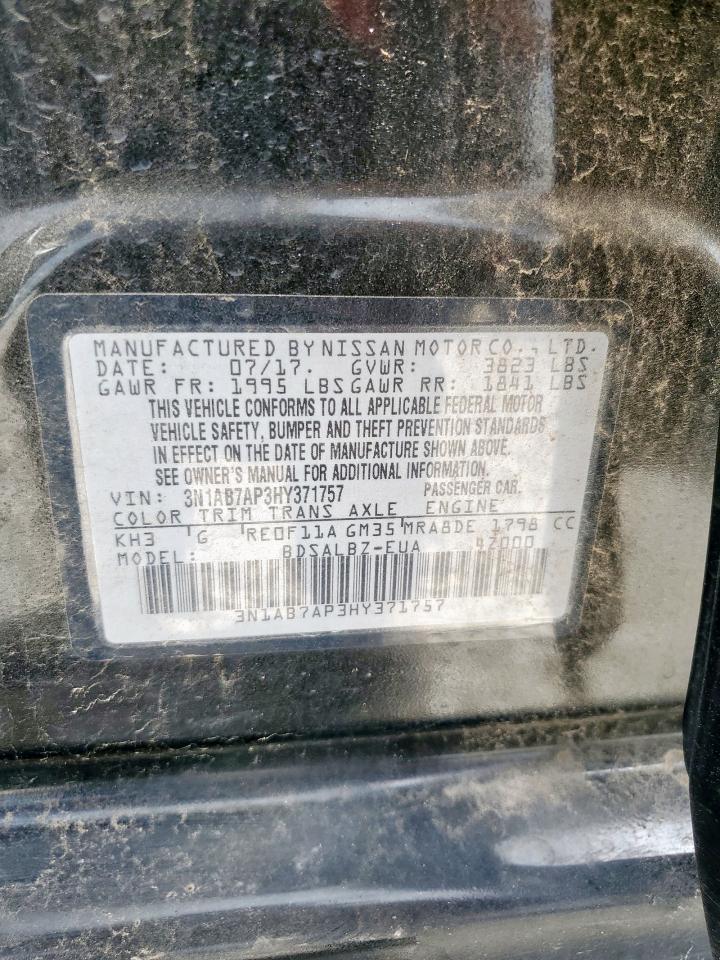 MANUFACTURED BY NISSAN MOTOR CO., LTD.
DATE: 07/17. GVWR: 3823 LBS
GAWR FR: 1995 LBS GAWR RR: 1841 LBS
THIS VEHICLE CONFORMS TO ALL APPLICABLE FEDERAL MOTOR
VEHICLE SAFETY, BUMPER AND THEFT PREVENTION STANDARDS
IN EFFECT ON THE DATE OF MANUFACTURE SHOWN ABOVE.
SEE OWNER'S MANUAL FOR ADDITIONAL INFORMATION.
VIN: 3N1AB7AP3HY371757 PASSENGER CAR.
COLOR TRIM TRANS AXLE ENGINE
KH3 G RE0F11A GM35 MRA8DE 1798 CC
MODEL: BDSALBZ-EUA 4Z000
3N1AB7AP3HY371757